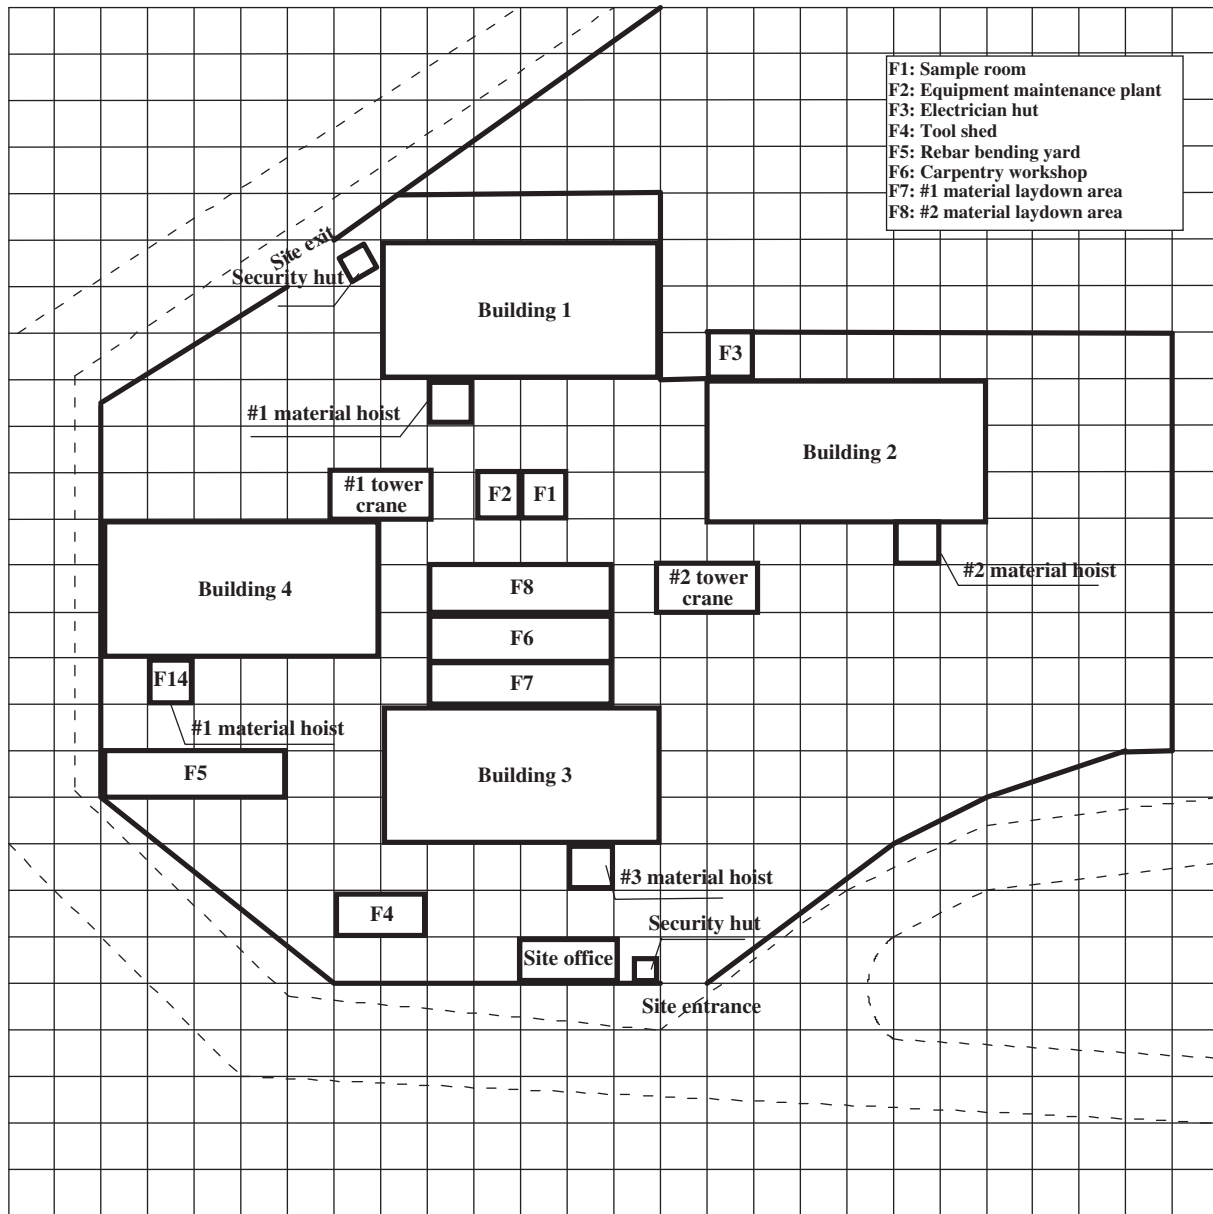 F1: Sample room
F2: Equipment maintenance plant
F3: Electrician hut
F4: Tool shed
F5: Rebar bending yard
F6: Carpentry workshop
F7: #1 material laydown area
F8: #2 material laydown area
Site exit
Security hut
Building 1
F3
#1 material hoist
Building 2
#1 tower
crane
F2
F1
#2 material hoist
Building 4
F8
#2 tower
crane
F6
F14
F7
#1 material hoist
F5
Building 3
#3 material hoist
F4
Security hut
Site office
Site entrance